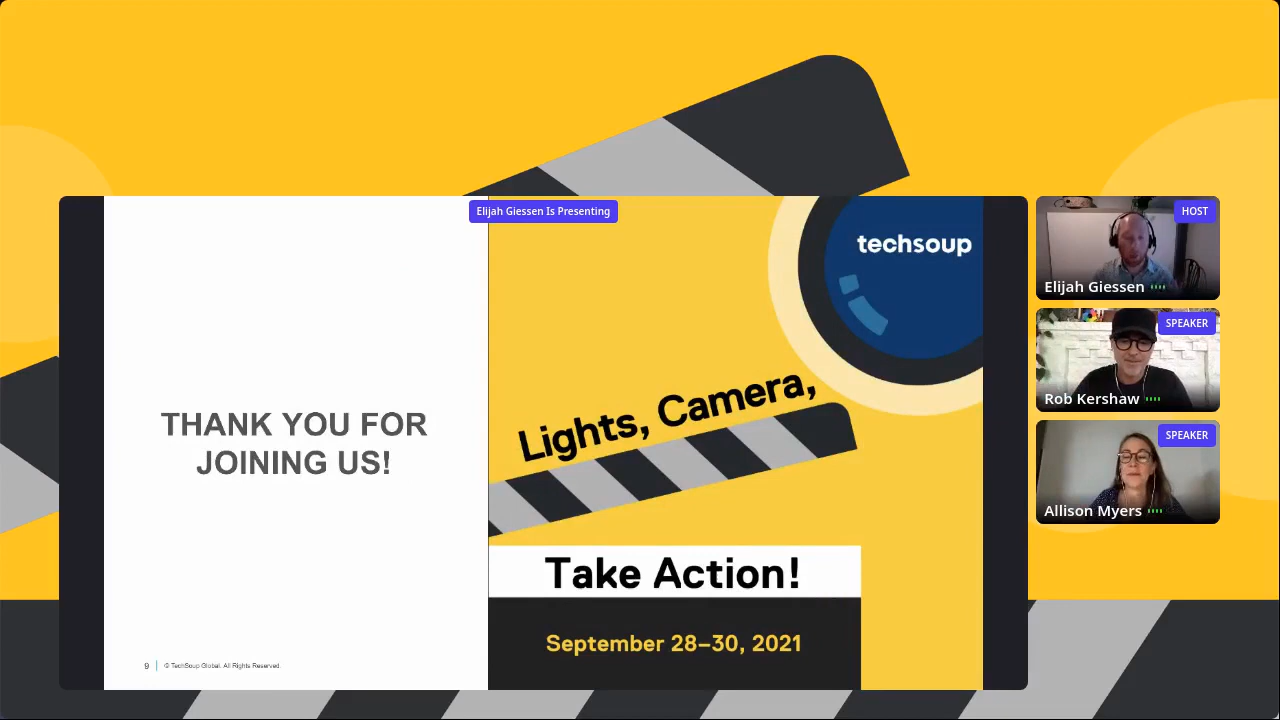 Elijah Giessen Is Presenting
techsoup
THANK YOU FOR
JOINING US!
Lights, Camera,
Take Action!
September 28–30, 2021
9 | © TechSoup Global. All Rights Reserved.
HOST
Elijah Giessen
SPEAKER
Rob Kershaw
SPEAKER
Allison Myers